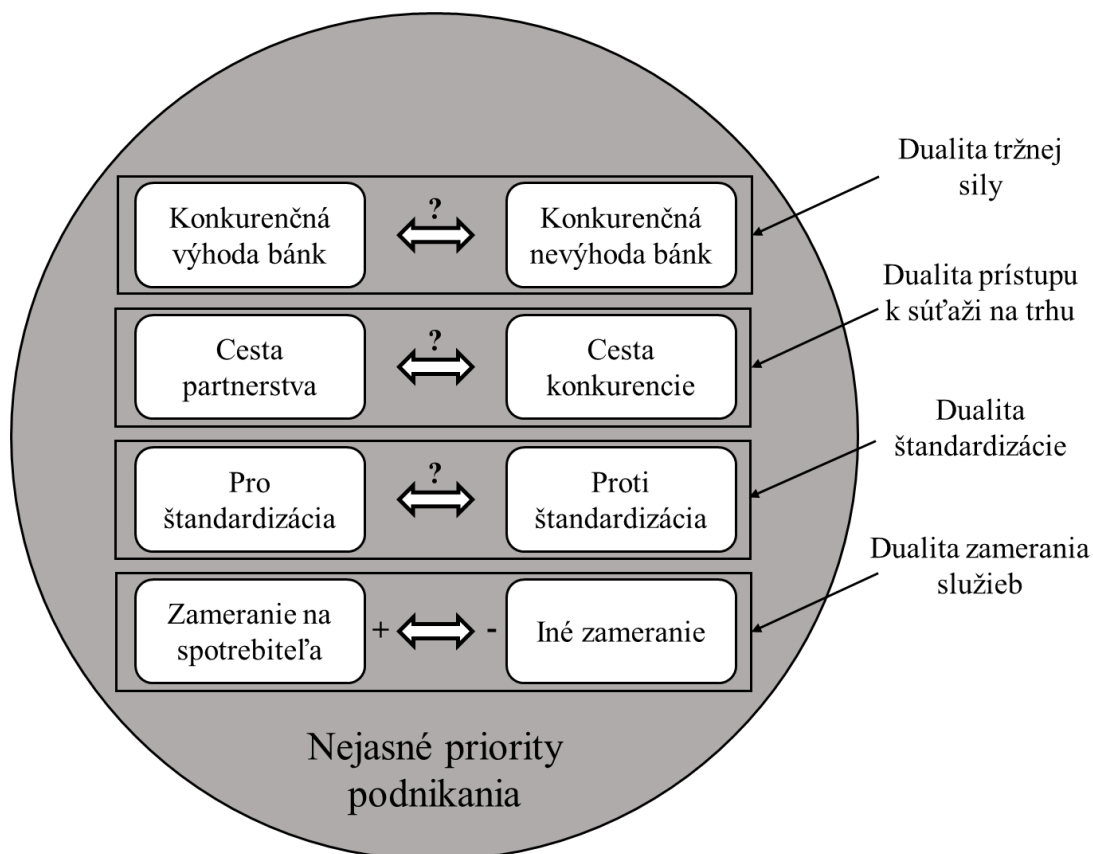 Dualita tržnej
sily
Konkurenčná
výhoda bánk
?
Konkurenčná
nevýhoda bánk
Dualita prístupu
k súťaži na trhu
Cesta
partnerstva
?
Cesta
konkurencie
Dualita
štandardizácie
Pro
štandardizácia
?
Proti
štandardizácia
Dualita zamerania
služieb
Zameranie na
spotrebiteľa
+
-
Iné zameranie
Nejasné priority
podnikania